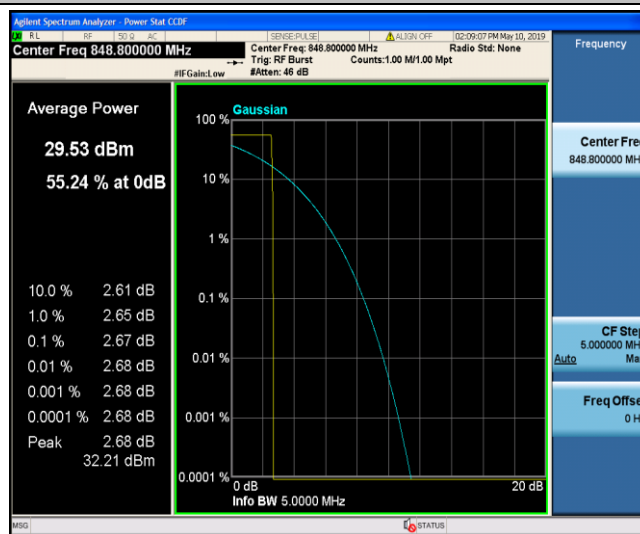 Agilent Spectrum Analyzer - Power Stat CCDF
RL RF 50 Ω AC SENSE:PULSE ALIGN OFF 02:09:07 PM May 10, 2019
Center Freq 848.800000 MHz
Center Freq: 848.800000 MHz Radio Std: None
Trig: RF Burst Counts:1.00 M/1.00 Mpt
#IFGain:Low #Atten: 46 dB
Frequency
Average Power
29.53 dBm
55.24 % at 0dB
10.0 % 2.61 dB
1.0 % 2.65 dB
0.1 % 2.67 dB
0.01 % 2.68 dB
0.001 % 2.68 dB
0.0001 % 2.68 dB
Peak 2.68 dB
32.21 dBm
Gaussian
100 %
10 %
1 %
0.1 %
0.01 %
0.001 %
0.0001 %
0 dB 20 dB
Info BW 5.0000 MHz
Center Fre
848.800000 MH
CF Step
5.000000 MH
Auto Ma
Freq Offse
0 H
MSG STATUS